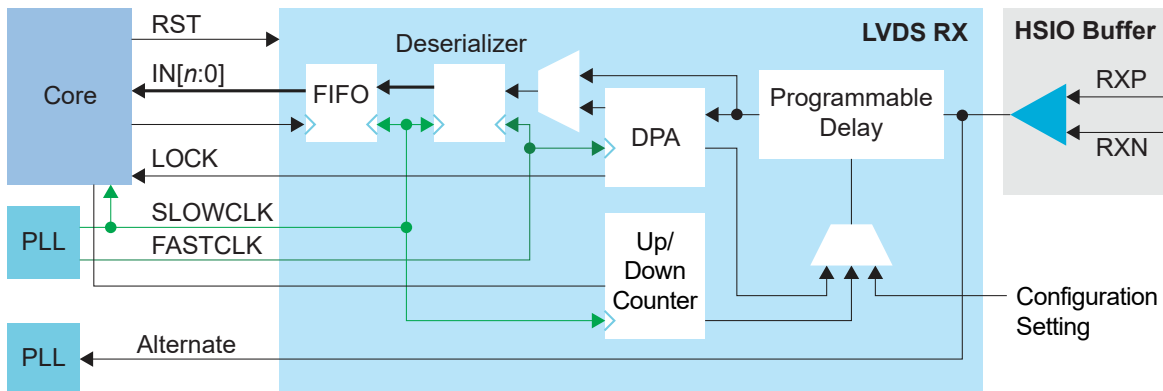 RST
LVDS RX
HSIO Buffer
Deserializer
IN[n:0]
Core
FIFO
RXP
Programmable
Delay
DPA
RXN
LOCK
SLOWCLK
PLL
FASTCLK
Up/
Down
Counter
Configuration
Setting
Alternate
PLL